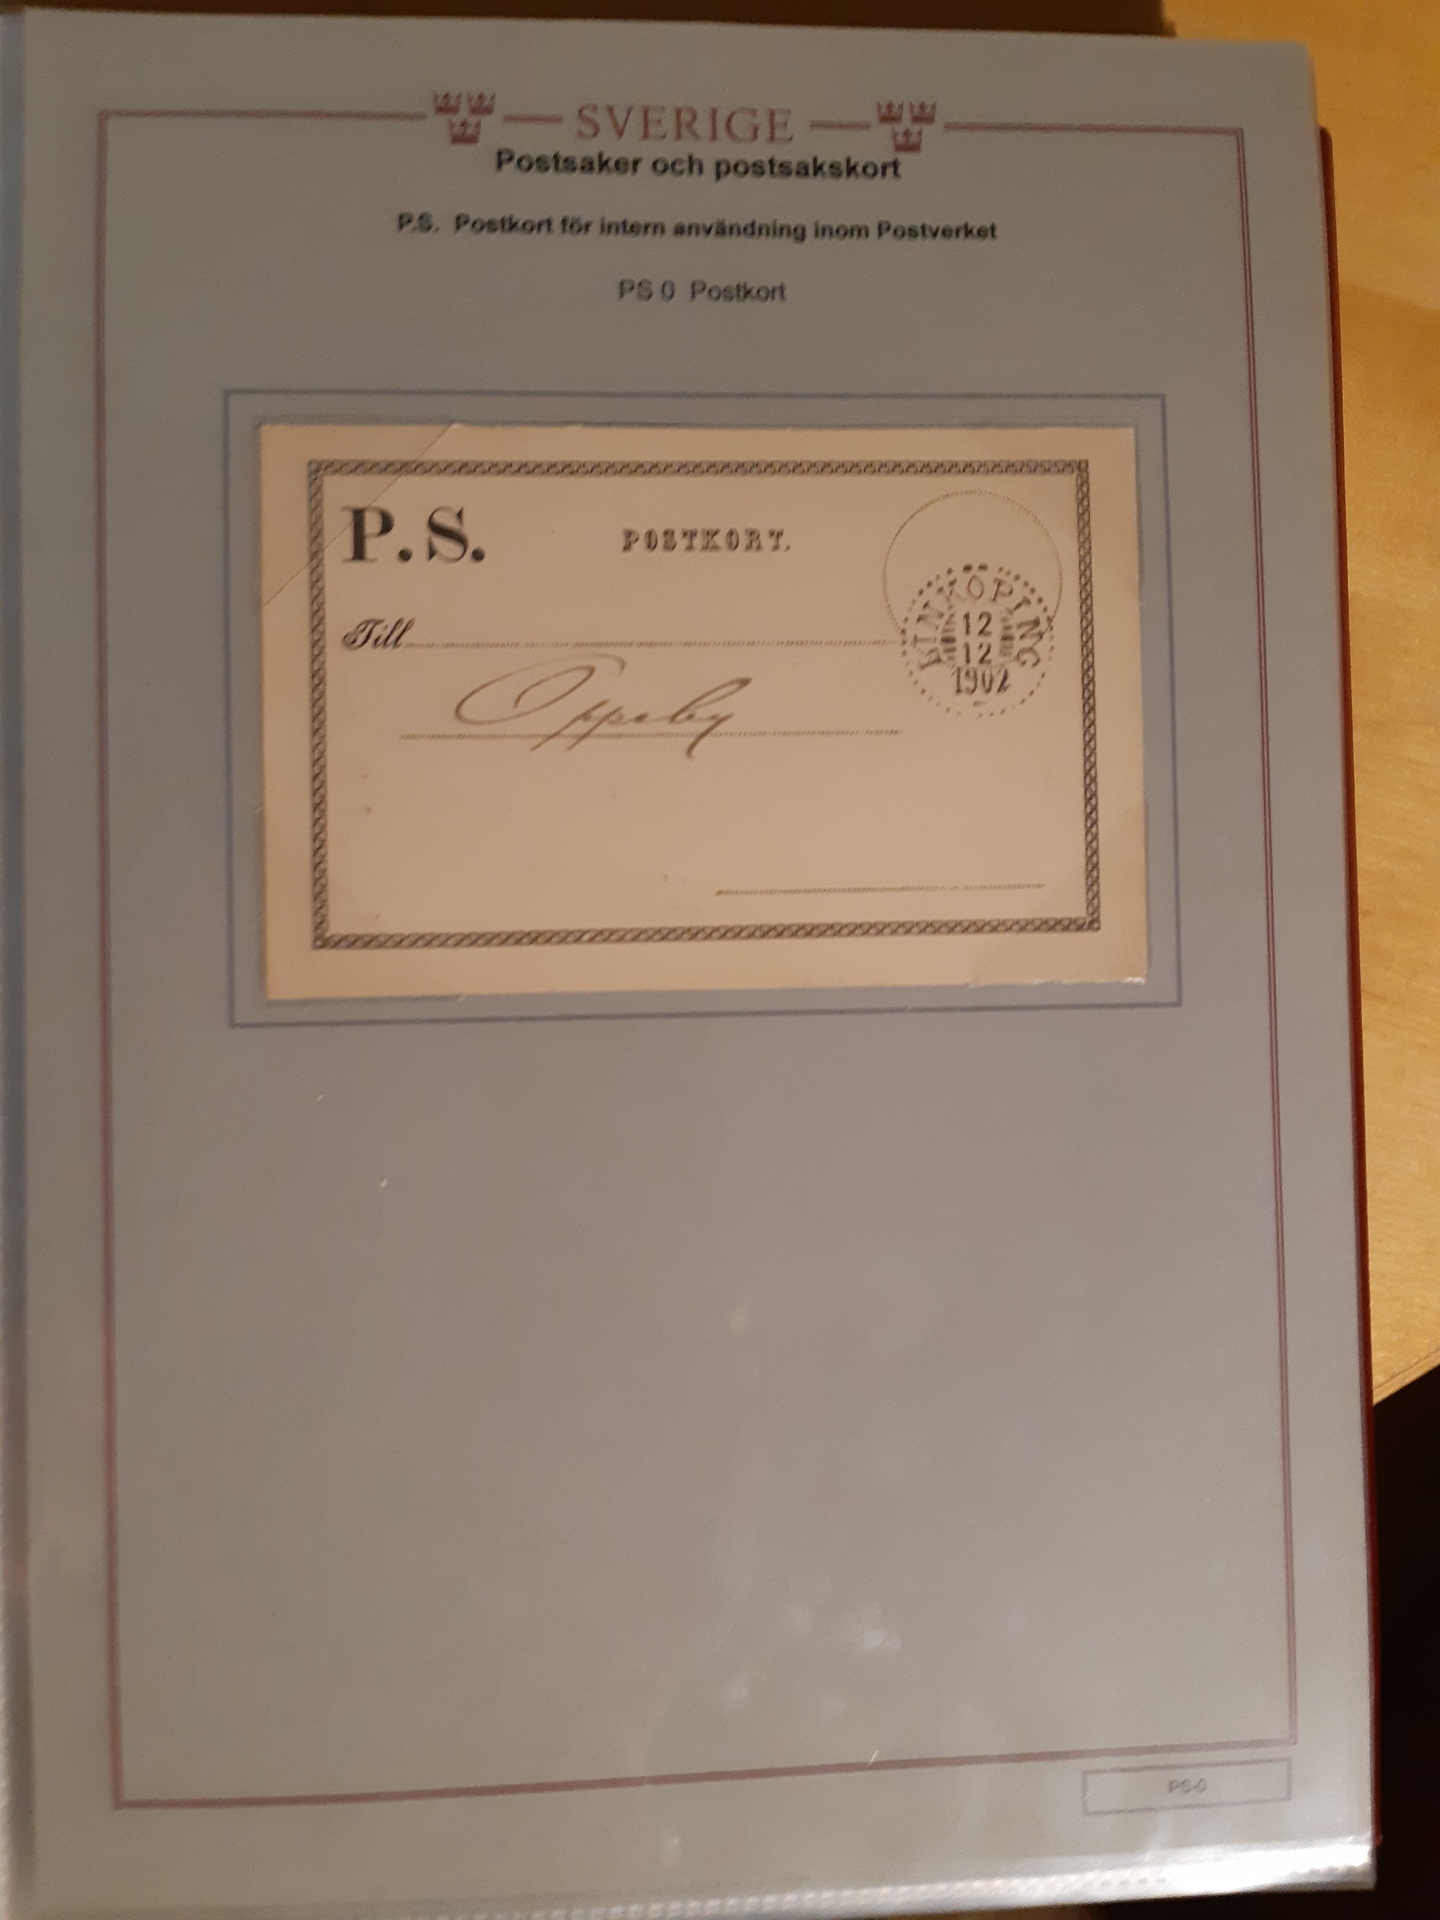 SVERIGE
Postsaker och postsakskort
P.S. Postkort för intern användning inom Postverket
PS 0 Postkort
P.S.
POSTKORT.
Till
LINKÖPING
12
12
1902
Oppeby
PS-0